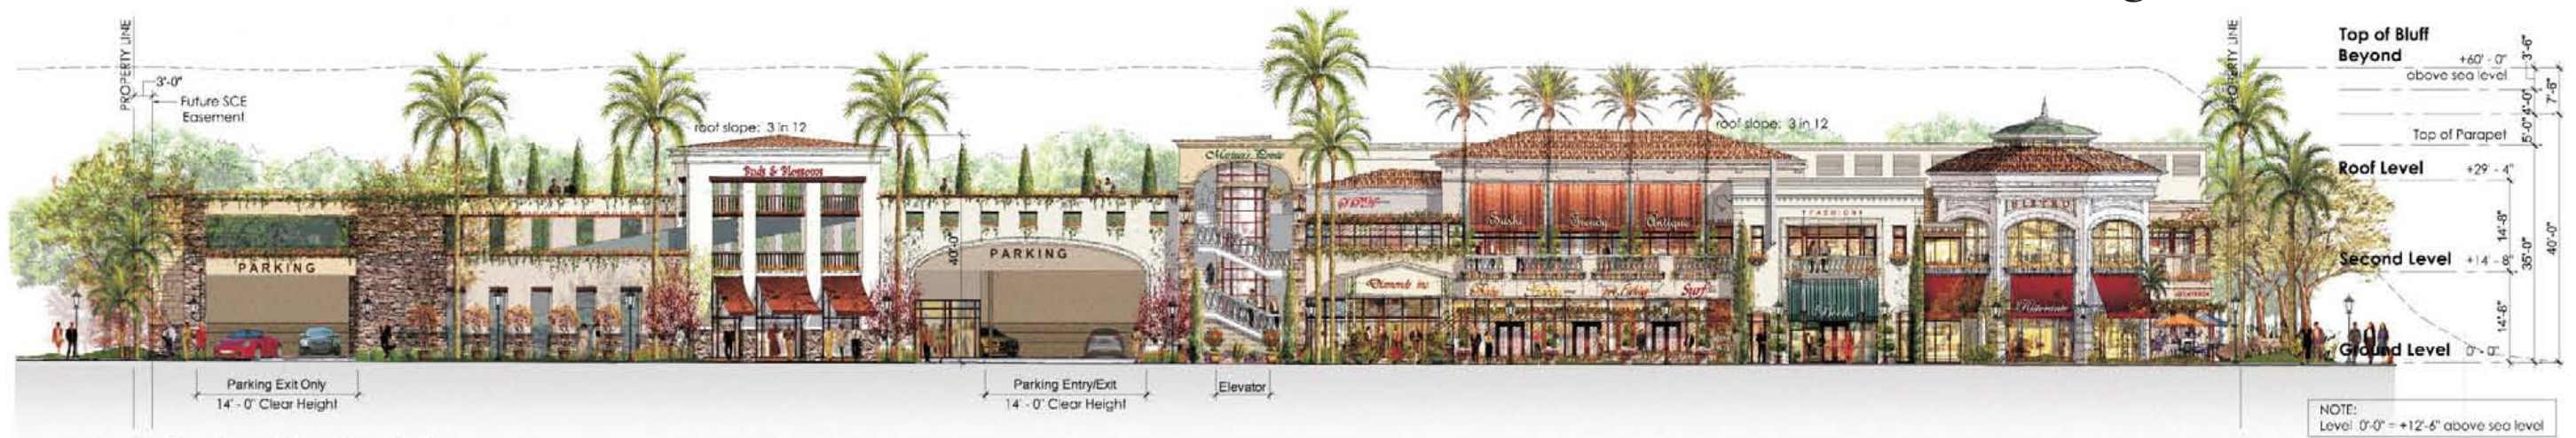 PROPERTY LINE
3'-0"
Future SCE
Easement
roof slope: 3 in 12
Buds & Blossoms
PARKING
40'-0"
PARKING
Mariner's Pointe
Sushi
Trendy
Antique
Diamonds inc
Surf
roof slope: 3 in 12
FASHIONS
Books
BISTRO
Ristorante
PROPERTY LINE
Top of Bluff
Beyond
+60' - 0"
above sea level
3'-6"
4'-0"
7'-6"
5'-0"
Top of Parapet
Roof Level +29' - 4"
14'-8"
35'-0"
40'-0"
Second Level +14 - 8"
14'-8"
Ground Level 0'- 0"
Parking Exit Only
14' - 0" Clear Height
Parking Entry/Exit
14' - 0" Clear Height
Elevator
NOTE:
Level 0'-0" = +12'-6" above sea level